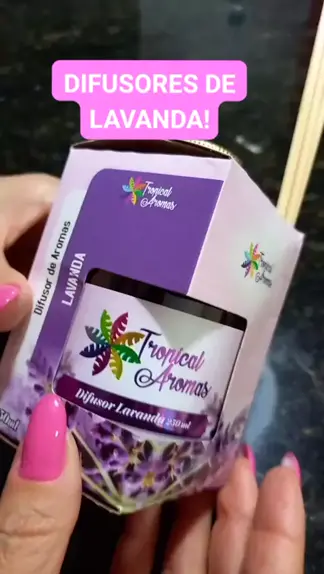 DIFUSORES DE
LAVANDA!
Tropical
Aromas
Difusor de Aromas
LAVANDA
Tropical
Aromas
Tropical
Aromas
Difusor Lavanda 250 ml